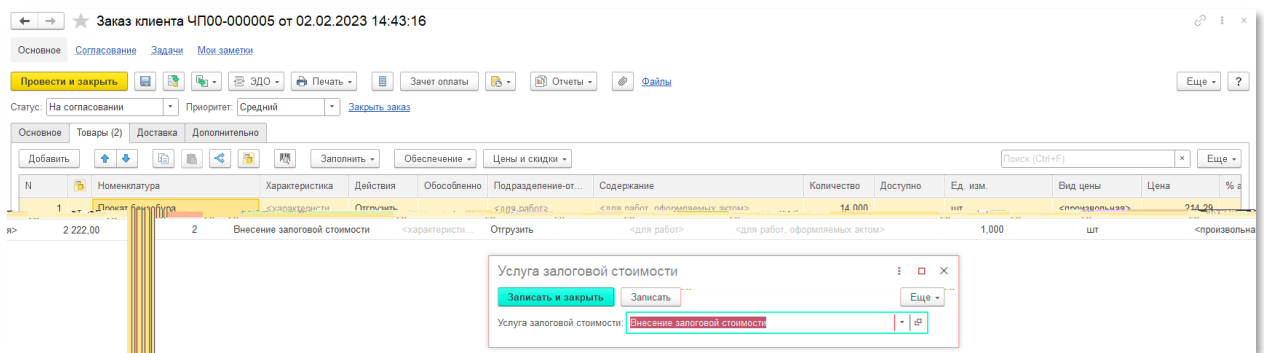 Заказ клиента ЧП00-000005 от 02.02.2023 14:43:16
Основное Согласование Задачи Мои заметки
Провести и закрыть ЭДО Печать Зачет оплаты Отчеты Файлы Еще ?
Статус: На согласовании Приоритет: Средний Закрыть заказ
Основное Товары (2) Доставка Дополнительно
Добавить Заполнить Обеспечение Цены и скидки Поиск (Ctrl+F) × Еще
N Номенклатура Характеристика Действия Обособленно Подразделение-от... Содержание Количество Доступно Ед. изм. Вид цены Цена % а
1 Прокат бензобура <характеристи... Отгрузить <для работ> <для работ, оформляемых актом> 14,000 шт <произвольная> 214,29
я> 2 222,00 2 Внесение залоговой стоимости <характеристи... Отгрузить <для работ> <для работ, оформляемых актом> 1,000 шт <произвольна
Услуга залоговой стоимости
Записать и закрыть Записать Еще
Услуга залоговой стоимости: Внесение залоговой стоимости